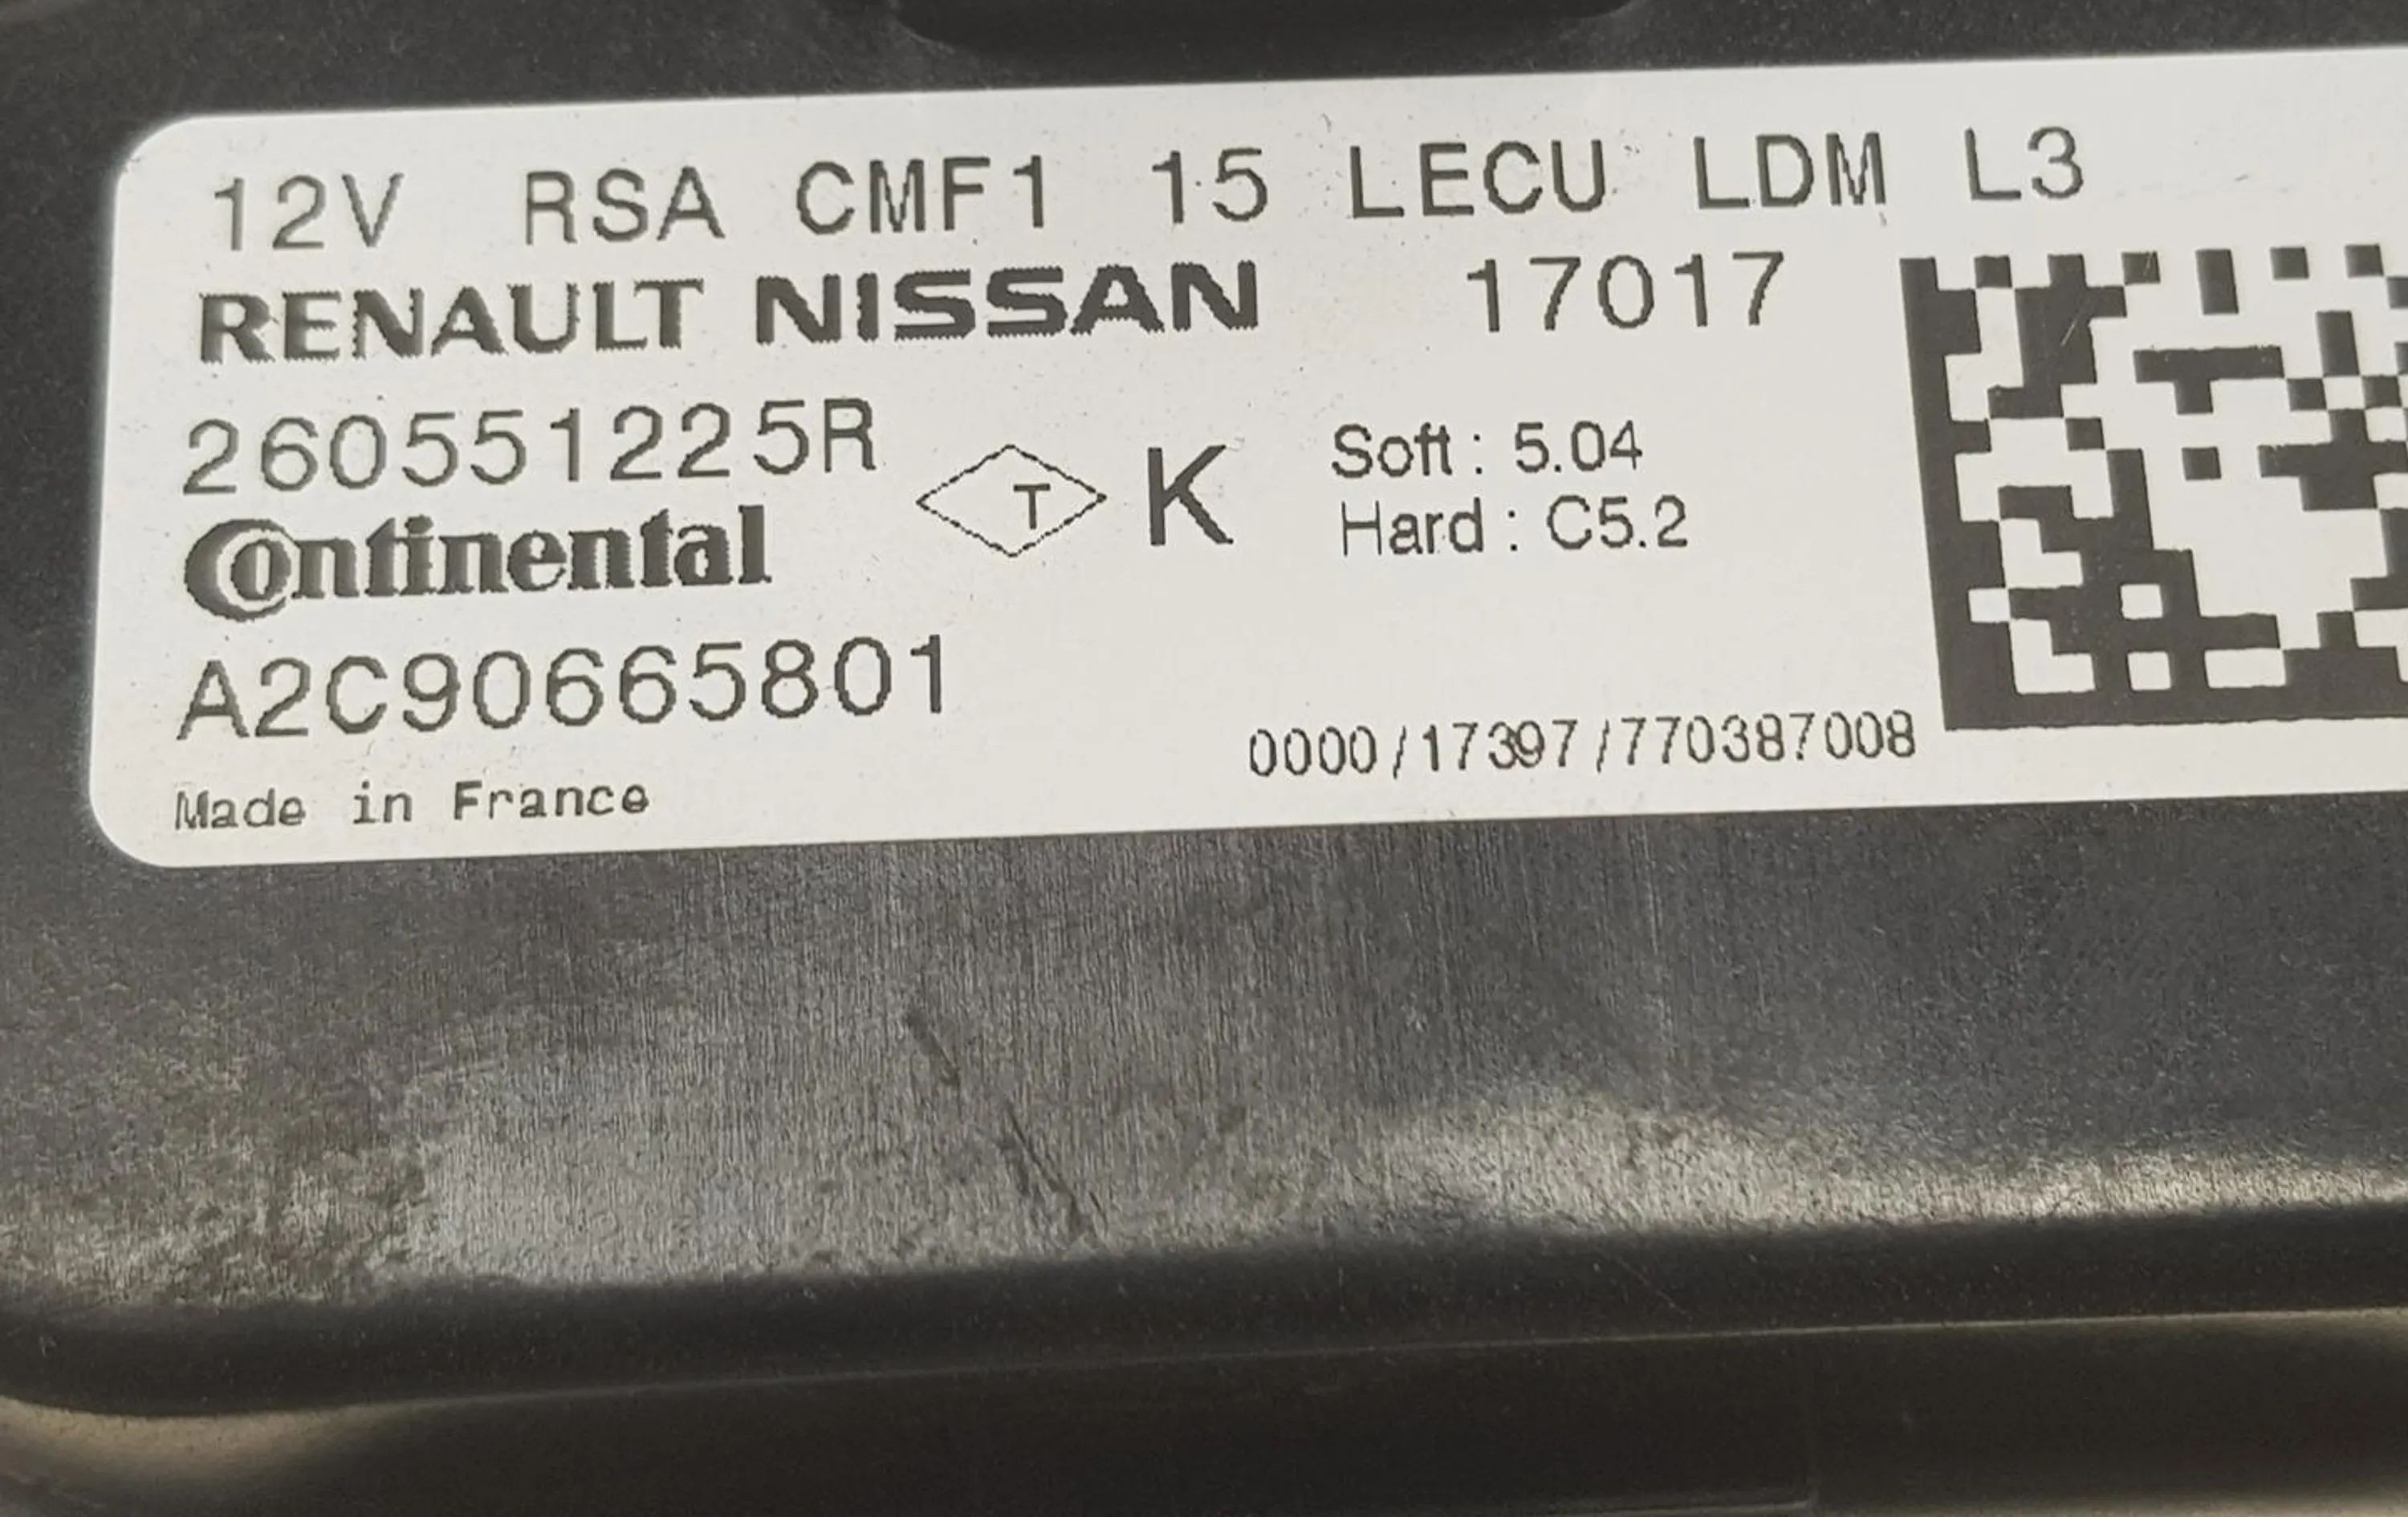 12V RSA CMF1 15 LECU LDM L3
RENAULT NISSAN 17017
260551225R
T K
Soft : 5.04
Hard : C5.2
Continental
A2C90665801
0000/17397/770387008
Made in France